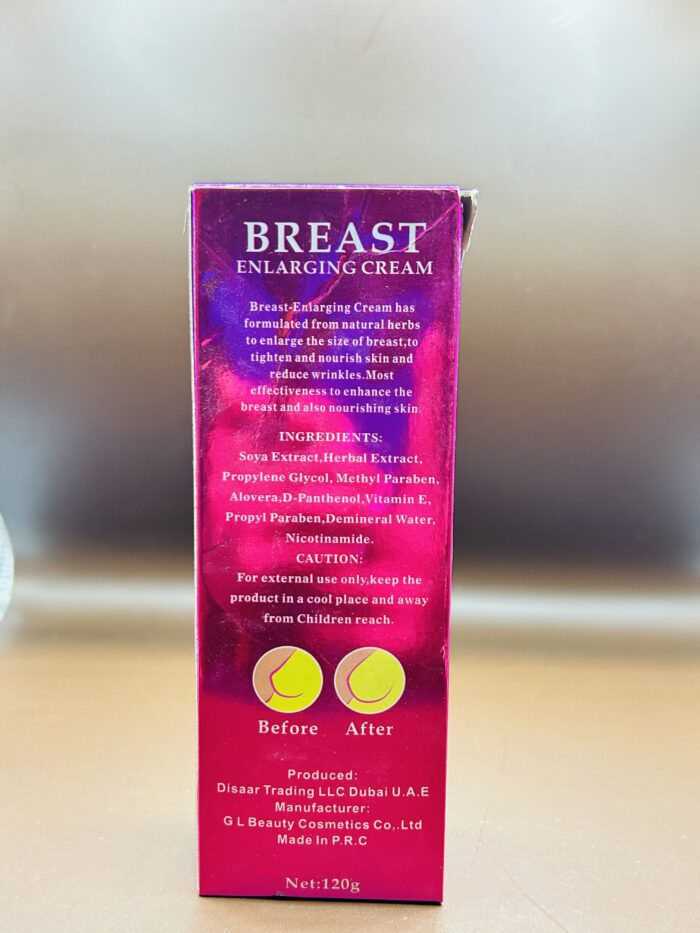 BREAST
ENLARGING CREAM
Breast-Enlarging Cream has
formulated from natural herbs
to enlarge the size of breast,to
tighten and nourish skin and
reduce wrinkles.Most
effectiveness to enhance the
breast and also nourishing skin.
INGREDIENTS:
Soya Extract,Herbal Extract,
Propylene Glycol, Methyl Paraben,
Alovera,D-Panthenol,Vitamin E,
Propyl Paraben,Demineral Water,
Nicotinamide.
CAUTION:
For external use only,keep the
product in a cool place and away
from Children reach.
Before After
Produced:
Disaar Trading LLC Dubai U.A.E
Manufacturer:
G L Beauty Cosmetics Co,.Ltd
Made In P.R.C
Net:120g